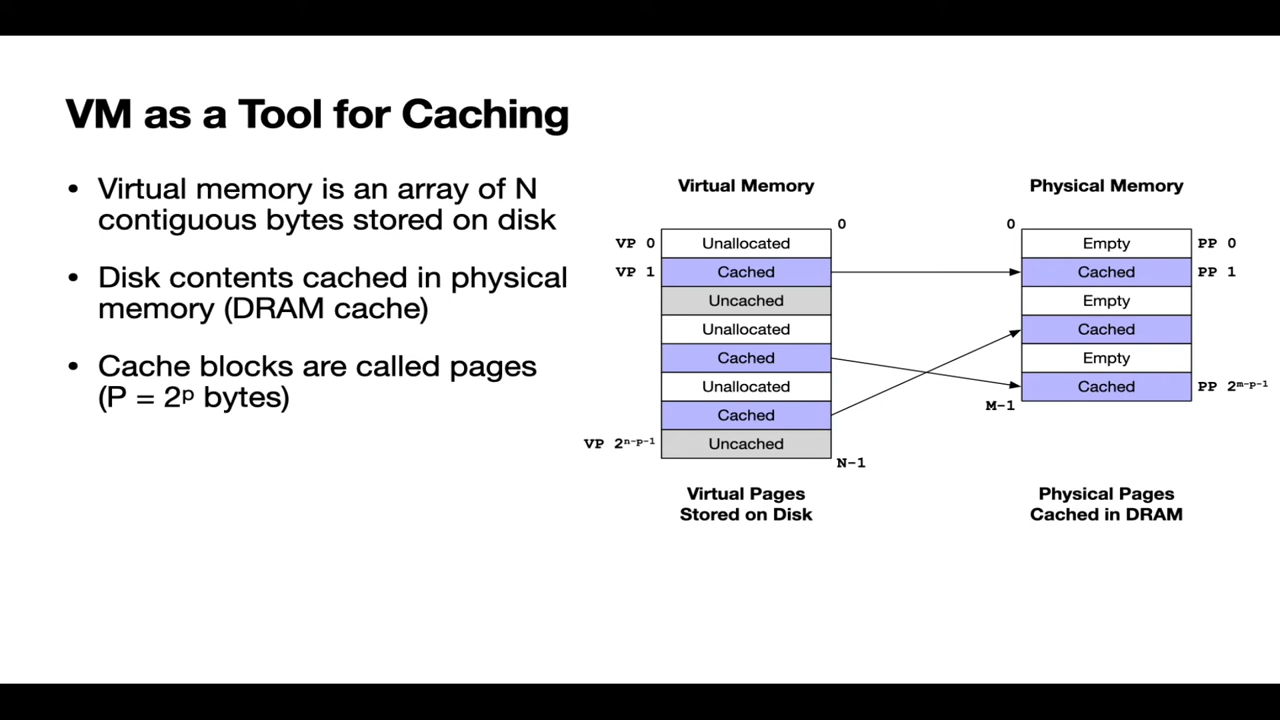 VM as a Tool for Caching
• Virtual memory is an array of N
contiguous bytes stored on disk
• Disk contents cached in physical
memory (DRAM cache)
• Cache blocks are called pages
(P = 2ᵖ bytes)
Virtual Memory
0
VP 0 Unallocated
VP 1 Cached
Uncached
Unallocated
Cached
Unallocated
Cached
VP 2ⁿ⁻ᵖ⁻¹ Uncached
N-1
Virtual Pages
Stored on Disk
Physical Memory
0
Empty PP 0
Cached PP 1
Empty
Cached
Empty
Cached PP 2ᵐ⁻ᵖ⁻¹
M-1
Physical Pages
Cached in DRAM